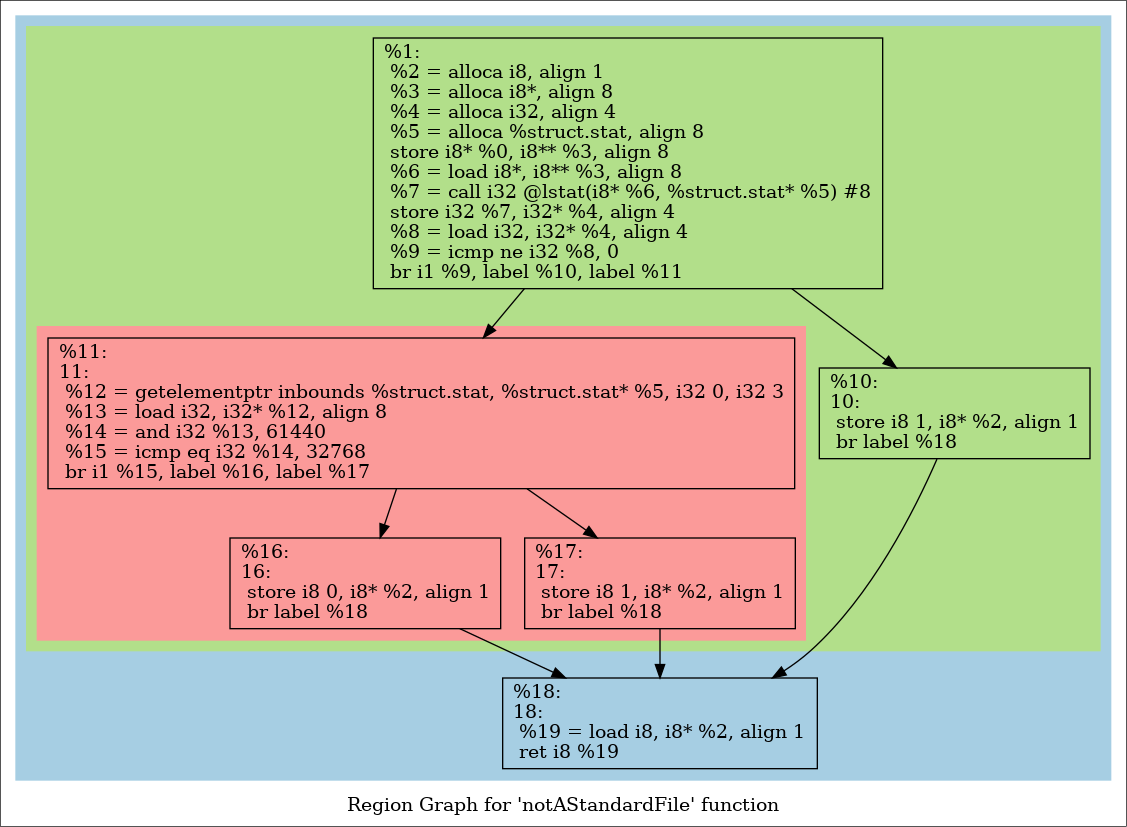 %1:
%2 = alloca i8, align 1
%3 = alloca i8*, align 8
%4 = alloca i32, align 4
%5 = alloca %struct.stat, align 8
store i8* %0, i8** %3, align 8
%6 = load i8*, i8** %3, align 8
%7 = call i32 @lstat(i8* %6, %struct.stat* %5) #8
store i32 %7, i32* %4, align 4
%8 = load i32, i32* %4, align 4
%9 = icmp ne i32 %8, 0
br i1 %9, label %10, label %11
%11:
11:
%12 = getelementptr inbounds %struct.stat, %struct.stat* %5, i32 0, i32 3
%13 = load i32, i32* %12, align 8
%14 = and i32 %13, 61440
%15 = icmp eq i32 %14, 32768
br i1 %15, label %16, label %17
%10:
10:
store i8 1, i8* %2, align 1
br label %18
%16:
16:
store i8 0, i8* %2, align 1
br label %18
%17:
17:
store i8 1, i8* %2, align 1
br label %18
%18:
18:
%19 = load i8, i8* %2, align 1
ret i8 %19
Region Graph for 'notAStandardFile' function